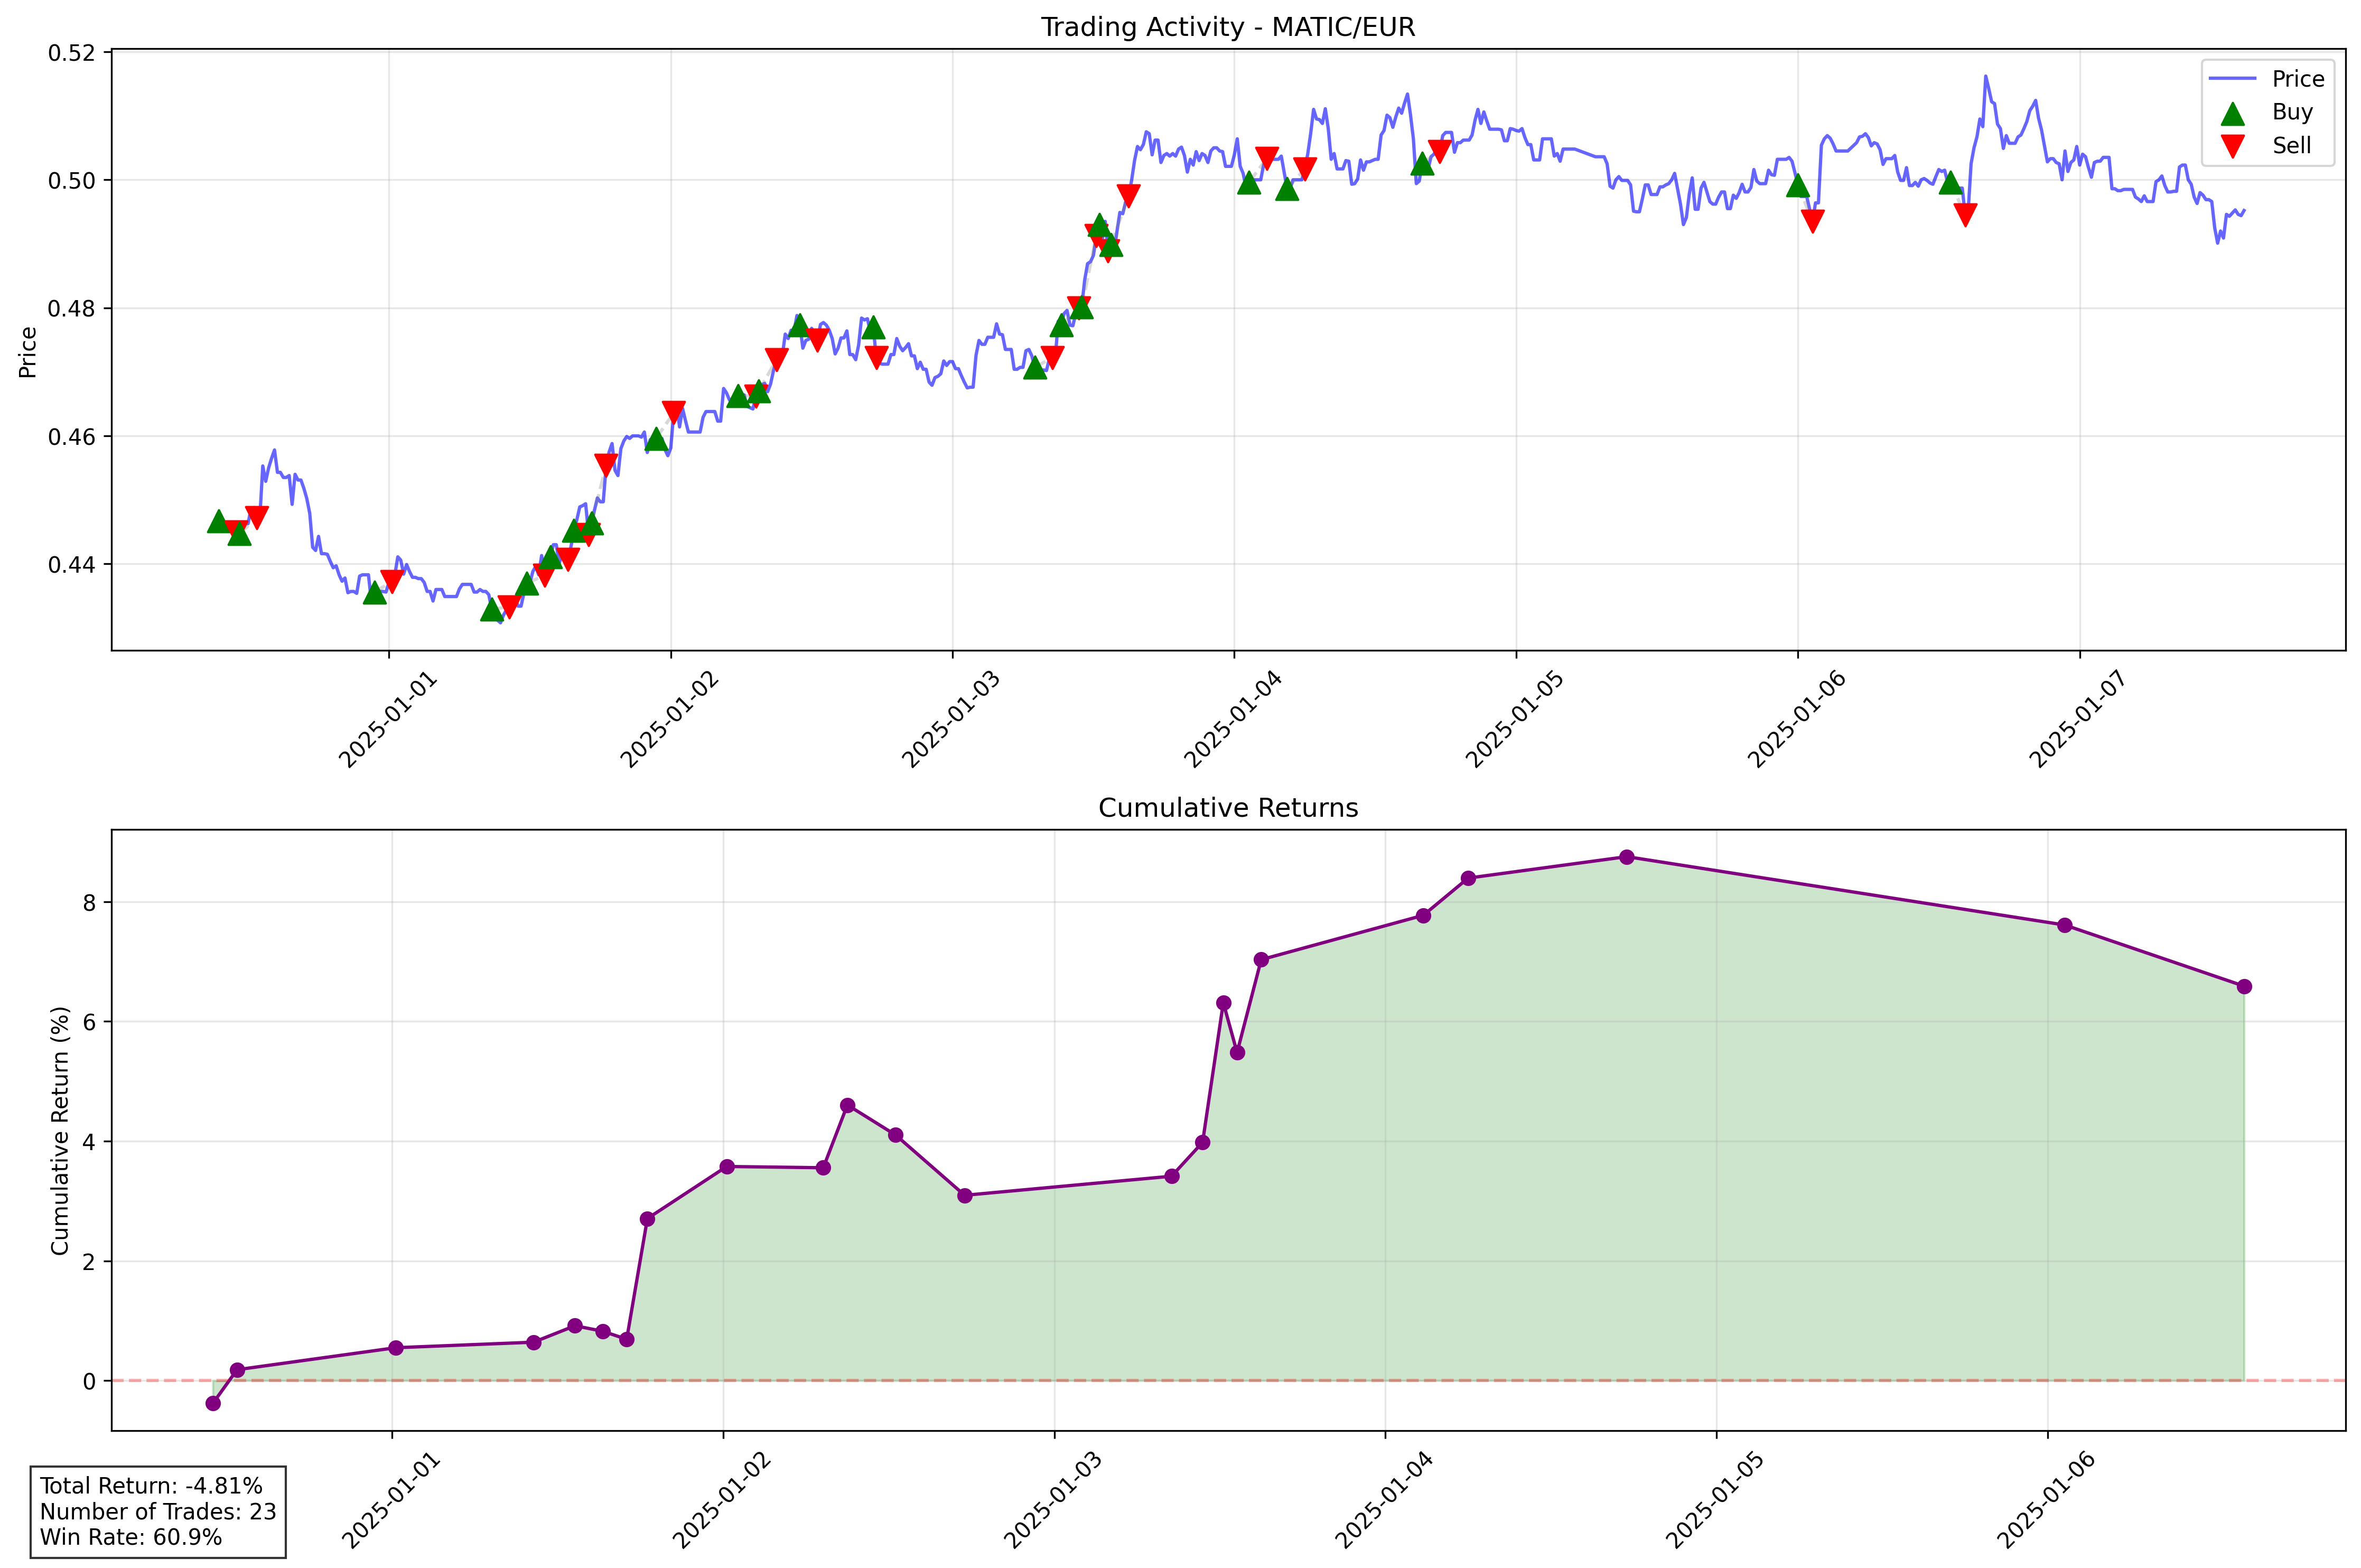 Trading Activity - MATIC/EUR
Price
0.52
0.50
0.48
0.46
0.44
Price
Buy
Sell
2025-01-01
2025-01-02
2025-01-03
2025-01-04
2025-01-05
2025-01-06
2025-01-07
Cumulative Returns
Cumulative Return (%)
8
6
4
2
0
2025-01-01
2025-01-02
2025-01-03
2025-01-04
2025-01-05
2025-01-06
Total Return: -4.81%
Number of Trades: 23
Win Rate: 60.9%